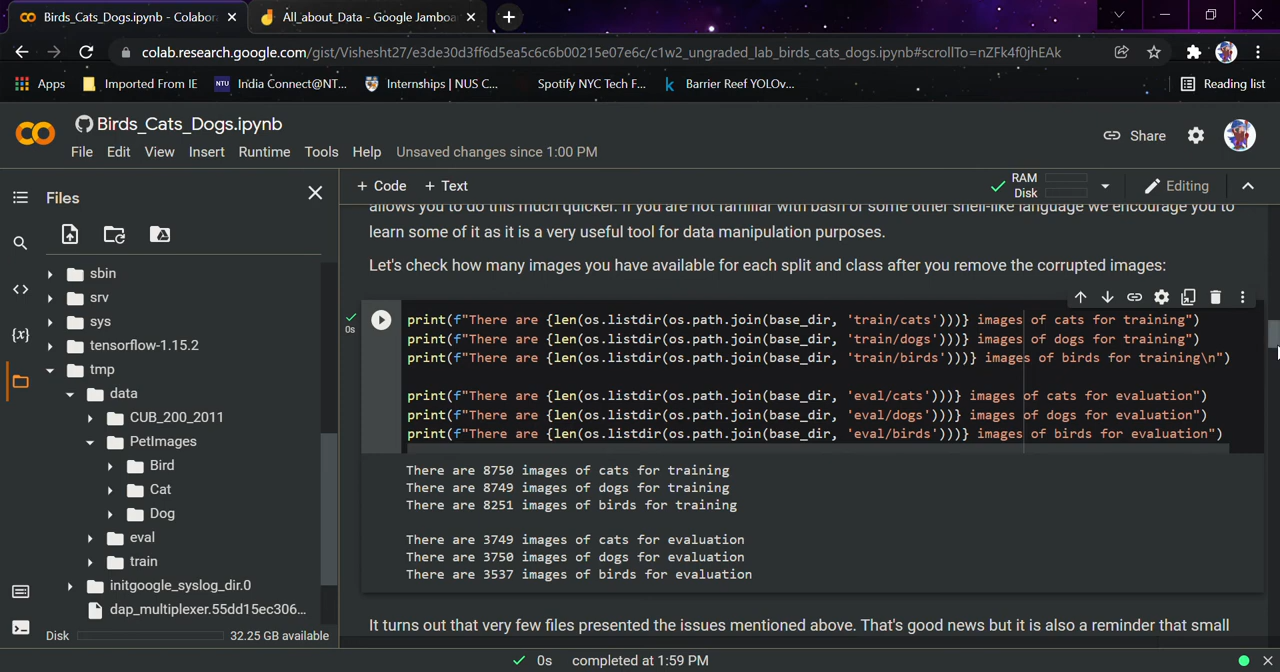 Birds_Cats_Dogs.ipynb - Colabor
All_about_Data - Google Jamboa
colab.research.google.com/gist/Vishesht27/e3de30d3ff6d5ea5c6c6b00215e07e6c/c1w2_ungraded_lab_birds_cats_dogs.ipynb#scrollTo=nZFk4f0jhEAk
Apps
Imported From IE
NTU
India Connect@NT...
Internships | NUS C...
Spotify NYC Tech F...
k
Barrier Reef YOLOv...
Reading list
Birds_Cats_Dogs.ipynb
File Edit View Insert Runtime Tools Help Unsaved changes since 1:00 PM
Share
Files
+ Code + Text
RAM
Disk
Editing
sbin
srv
sys
tensorflow-1.15.2
tmp
data
CUB_200_2011
PetImages
Bird
Cat
Dog
eval
train
initgoogle_syslog_dir.0
dap_multiplexer.55dd15ec306...
Disk
32.25 GB available
allows you to do this much quicker. If you are not familiar with bash or some other shell-like language we encourage you to
learn some of it as it is a very useful tool for data manipulation purposes.
Let's check how many images you have available for each split and class after you remove the corrupted images:
0s
print(f"There are {len(os.listdir(os.path.join(base_dir, 'train/cats')))} images of cats for training")
print(f"There are {len(os.listdir(os.path.join(base_dir, 'train/dogs')))} images of dogs for training")
print(f"There are {len(os.listdir(os.path.join(base_dir, 'train/birds')))} images of birds for training\n")
print(f"There are {len(os.listdir(os.path.join(base_dir, 'eval/cats')))} images of cats for evaluation")
print(f"There are {len(os.listdir(os.path.join(base_dir, 'eval/dogs')))} images of dogs for evaluation")
print(f"There are {len(os.listdir(os.path.join(base_dir, 'eval/birds')))} images of birds for evaluation")
There are 8750 images of cats for training
There are 8749 images of dogs for training
There are 8251 images of birds for training
There are 3749 images of cats for evaluation
There are 3750 images of dogs for evaluation
There are 3537 images of birds for evaluation
It turns out that very few files presented the issues mentioned above. That's good news but it is also a reminder that small
0s completed at 1:59 PM